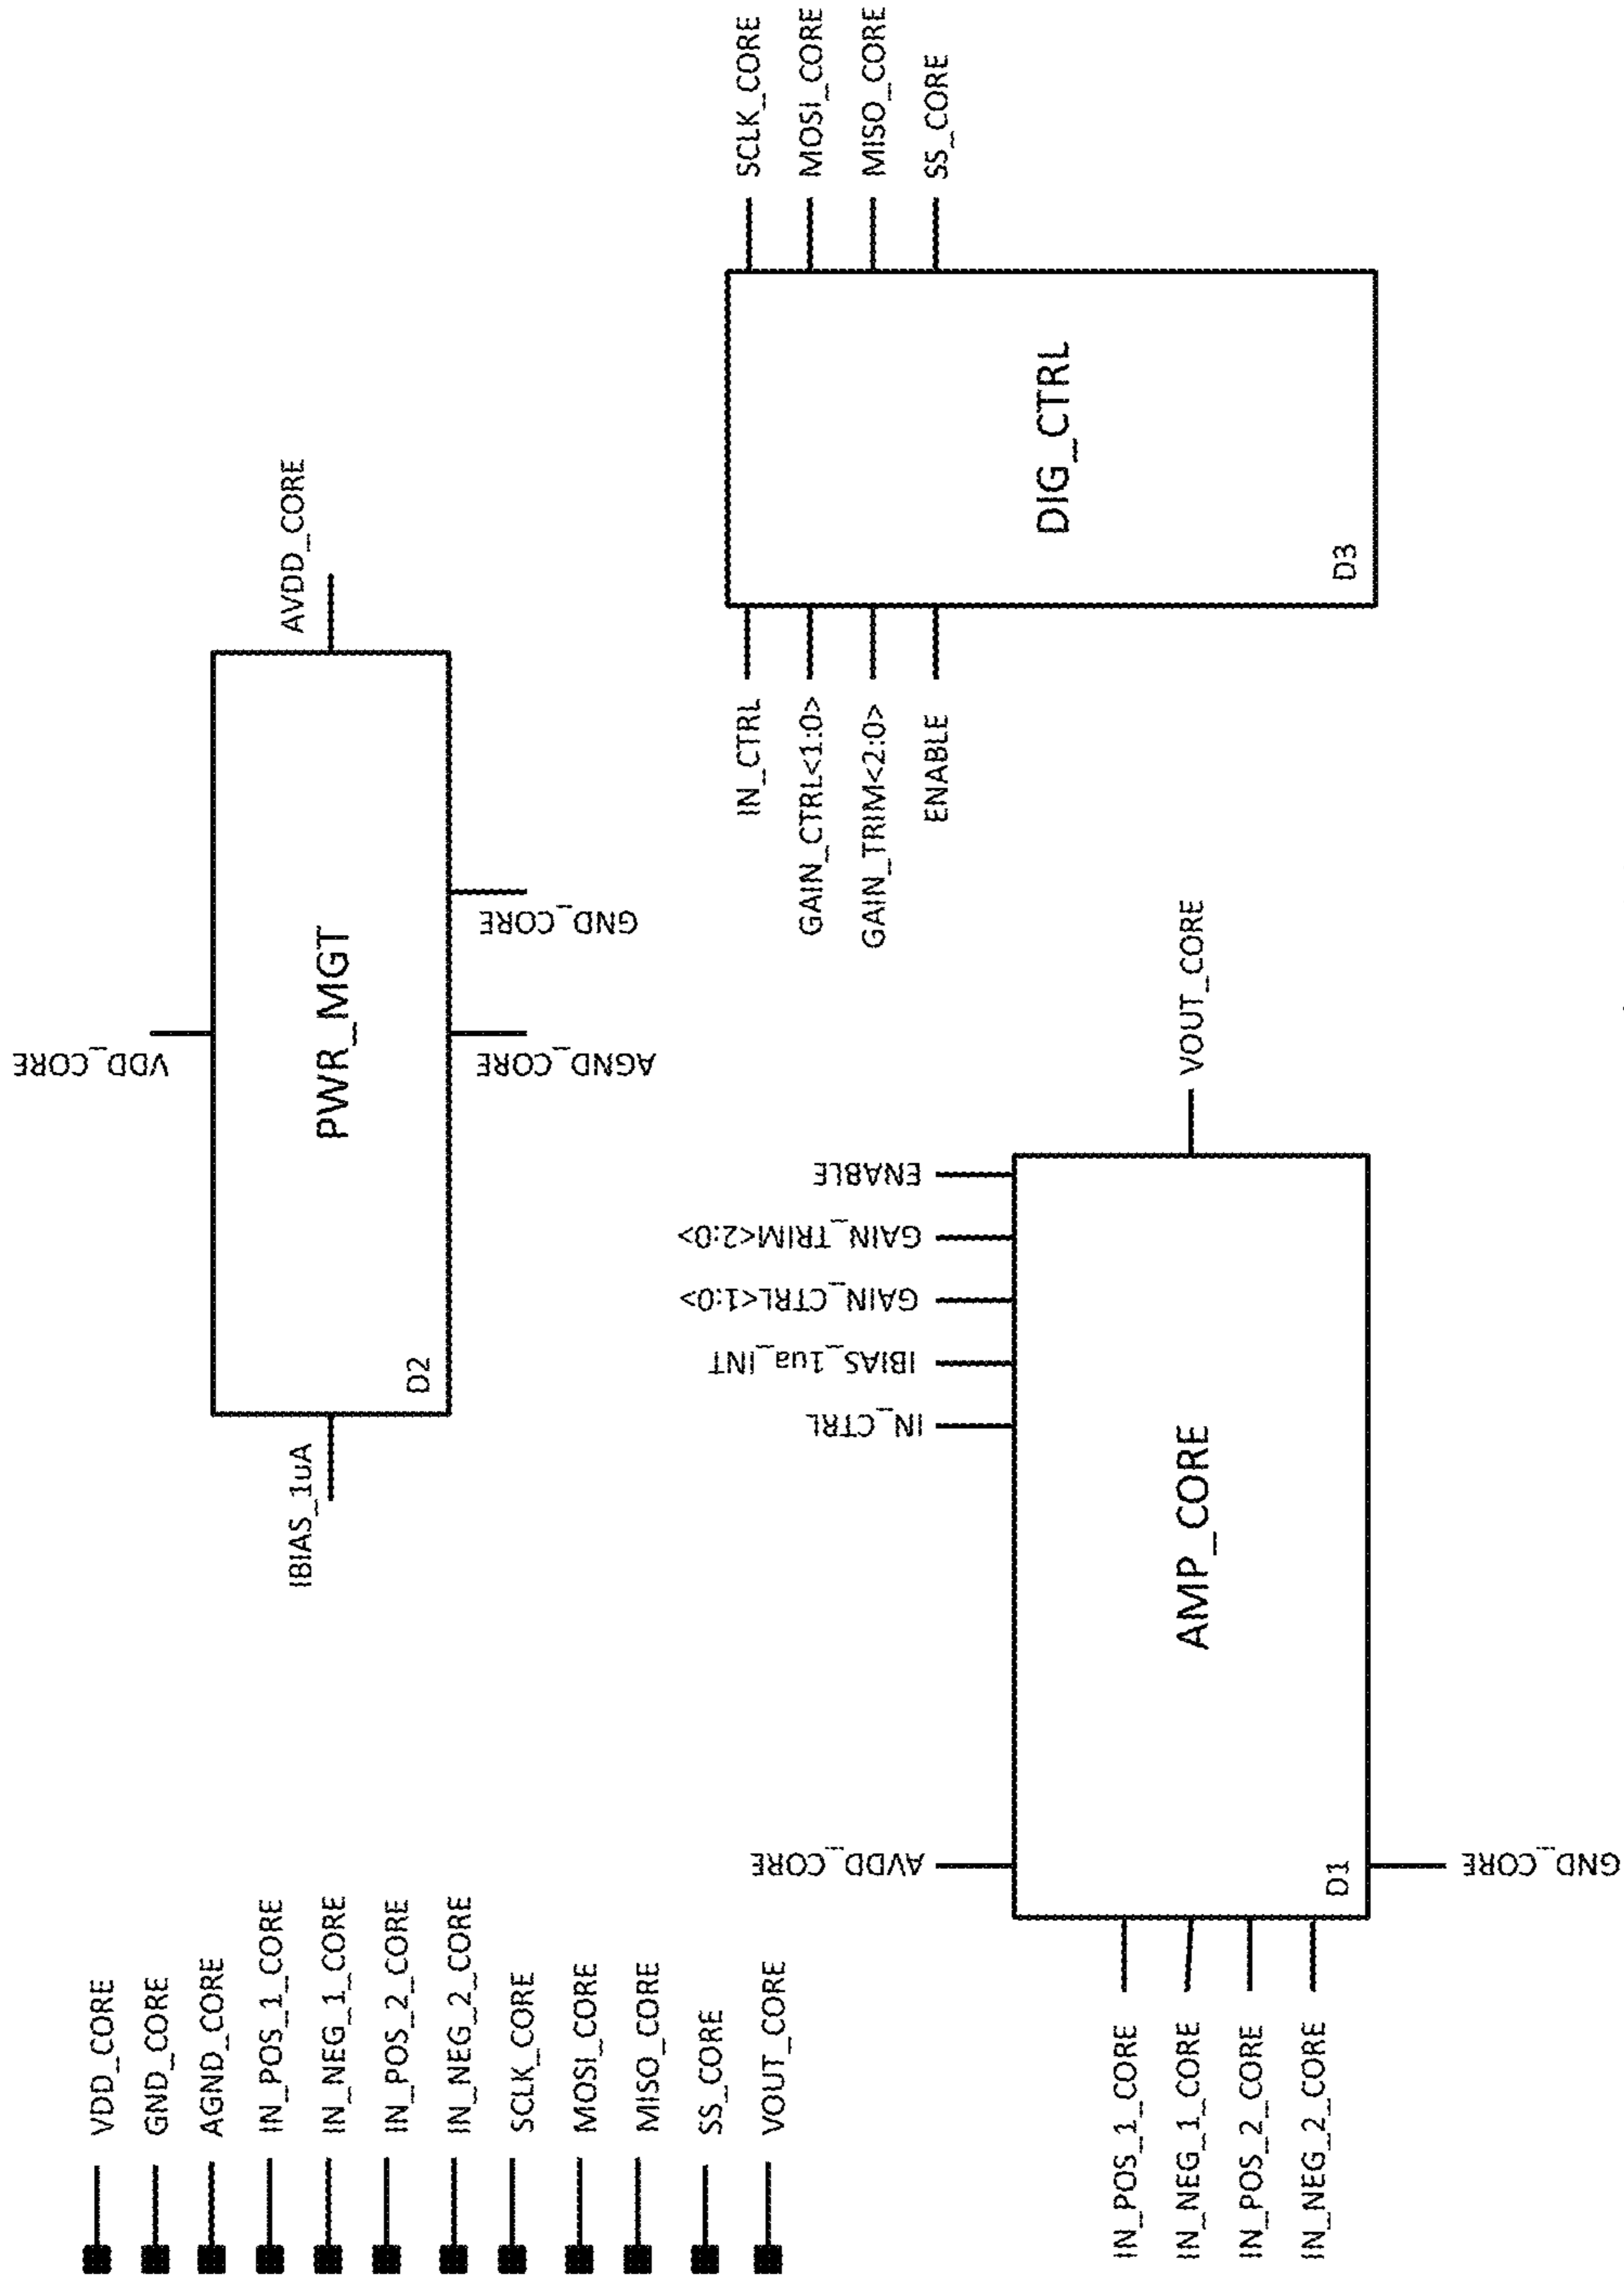 VDD_CORE
GND_CORE
AGND_CORE
IN_POS_1_CORE
IN_NEG_1_CORE
IN_POS_2_CORE
IN_NEG_2_CORE
SCLK_CORE
MOSI_CORE
MISO_CORE
SS_CORE
VOUT_CORE
VDD_CORE
IBIAS_1uA
PWR_MGT
AVDD_CORE
D2
AGND_CORE
GND_CORE
AVDD_CORE
IN_CTRL
IBIAS_1ua_INT
GAIN_CTRL<1:0>
GAIN_TRIM<2:0>
ENABLE
IN_POS_1_CORE
IN_NEG_1_CORE
IN_POS_2_CORE
IN_NEG_2_CORE
AMP_CORE
VOUT_CORE
D1
GND_CORE
IN_CTRL
GAIN_CTRL<1:0>
GAIN_TRIM<2:0>
ENABLE
DIG_CTRL
D3
SCLK_CORE
MOSI_CORE
MISO_CORE
SS_CORE